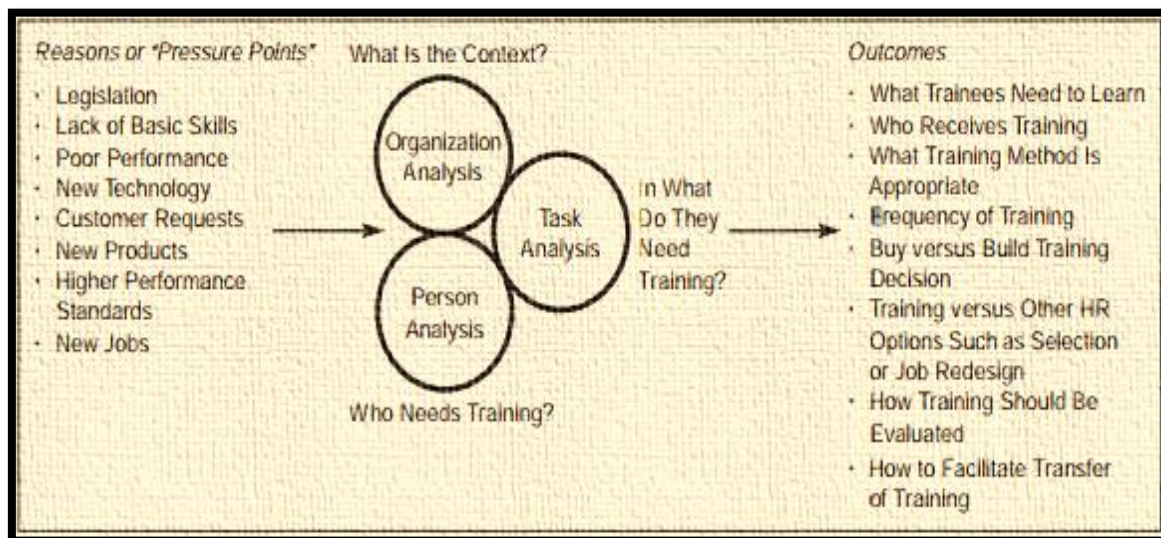 Reasons or "Pressure Points"
· Legislation
· Lack of Basic Skills
· Poor Performance
· New Technology
· Customer Requests
· New Products
· Higher Performance
Standards
· New Jobs
What Is the Context?
Organization
Analysis
Task
Analysis
Person
Analysis
Who Needs Training?
In What
Do They
Need
Training?
Outcomes
· What Trainees Need to Learn
· Who Receives Training
· What Training Method Is
Appropriate
· Frequency of Training
· Buy versus Build Training
Decision
· Training versus Other HR
Options Such as Selection
or Job Redesign
· How Training Should Be
Evaluated
· How to Facilitate Transfer
of Training